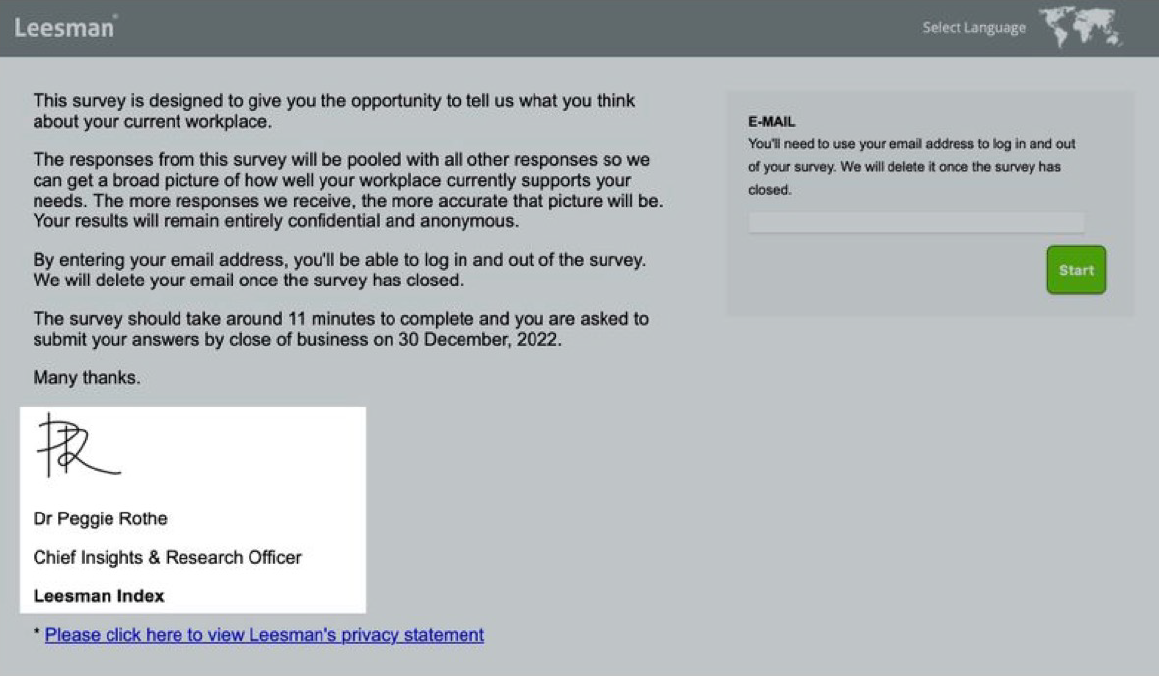 Leesman®
Select Language
This survey is designed to give you the opportunity to tell us what you think
about your current workplace.
The responses from this survey will be pooled with all other responses so we
can get a broad picture of how well your workplace currently supports your
needs. The more responses we receive, the more accurate that picture will be.
Your results will remain entirely confidential and anonymous.
By entering your email address, you'll be able to log in and out of the survey.
We will delete your email once the survey has closed.
The survey should take around 11 minutes to complete and you are asked to
submit your answers by close of business on 30 December, 2022.
Many thanks.
PR
Dr Peggie Rothe
Chief Insights & Research Officer
Leesman Index
* Please click here to view Leesman's privacy statement
E-MAIL
You'll need to use your email address to log in and out
of your survey. We will delete it once the survey has
closed.
Start